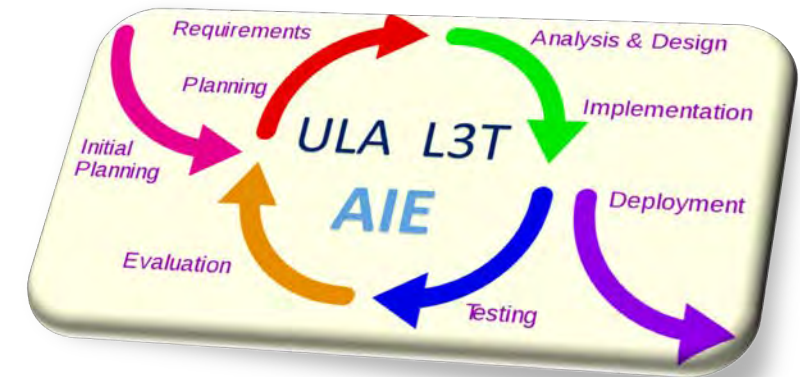 Requirements
Analysis & Design
Planning
Implementation
ULA L3T
Initial
Planning
AIE
Deployment
Evaluation
Testing